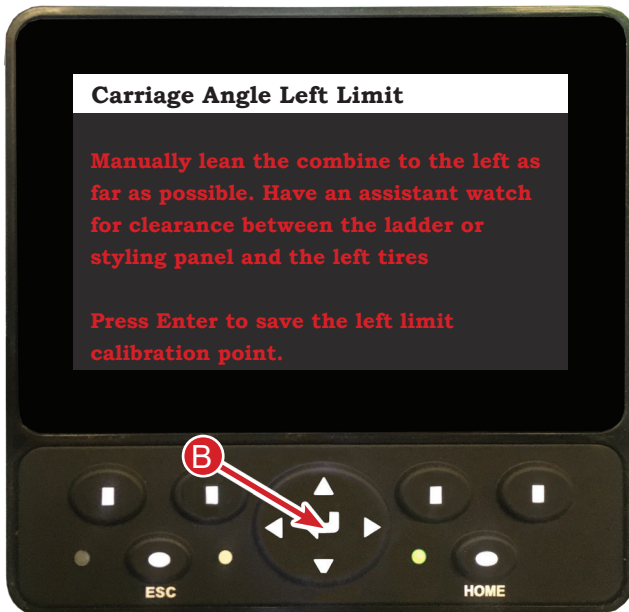 Carriage Angle Left Limit
Manually lean the combine to the left as
far as possible. Have an assistant watch
for clearance between the ladder or
styling panel and the left tires
Press Enter to save the left limit
calibration point.
B
ESC
HOME